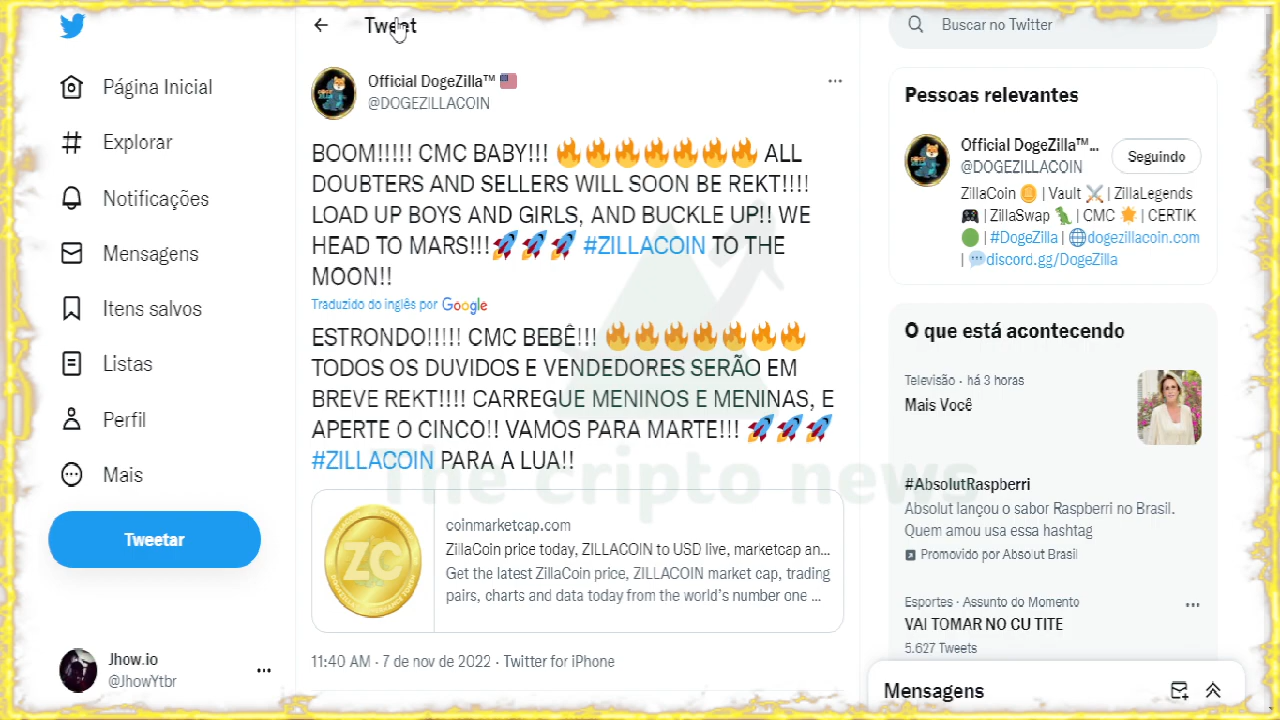 Tweet
Buscar no Twitter
Página Inicial
Explorar
Notificações
Mensagens
Itens salvos
Listas
Perfil
Mais
Tweetar
Jhow.io
@JhowYtbr
Official DogeZilla™ 🇺🇸
@DOGEZILLACOIN
BOOM!!!!! CMC BABY!!! 🔥🔥🔥🔥🔥🔥🔥 ALL
DOUBTERS AND SELLERS WILL SOON BE REKT!!!!
LOAD UP BOYS AND GIRLS, AND BUCKLE UP!! WE
HEAD TO MARS!!!🚀🚀🚀 #ZILLACOIN TO THE
MOON!!
Traduzido do inglês por Google
ESTRONDO!!!!! CMC BEBÊ!!! 🔥🔥🔥🔥🔥🔥🔥
TODOS OS DUVIDOS E VENDEDORES SERÃO EM
BREVE REKT!!!! CARREGUE MENINOS E MENINAS, E
APERTE O CINCO!! VAMOS PARA MARTE!!! 🚀🚀🚀
#ZILLACOIN PARA A LUA!!
the cripto news
ZC
coinmarketcap.com
ZillaCoin price today, ZILLACOIN to USD live, marketcap an...
Get the latest ZillaCoin price, ZILLACOIN market cap, trading
pairs, charts and data today from the world's number one ...
11:40 AM · 7 de nov de 2022 · Twitter for iPhone
Pessoas relevantes
Official DogeZilla™...
@DOGEZILLACOIN
Seguindo
ZillaCoin 🪙 | Vault ⚔️ | ZillaLegends
🎮 | ZillaSwap 🦖 | CMC 🌟 | CERTIK
🟢 | #DogeZilla | 🌐dogezillacoin.com
| 💬discord.gg/DogeZilla
O que está acontecendo
Televisão · há 3 horas
Mais Você
#AbsolutRaspberri
Absolut lançou o sabor Raspberri no Brasil.
Quem amou usa essa hashtag
Promovido por Absolut Brasil
Esportes · Assunto do Momento
VAI TOMAR NO CU TITE
5.627 Tweets
Mensagens